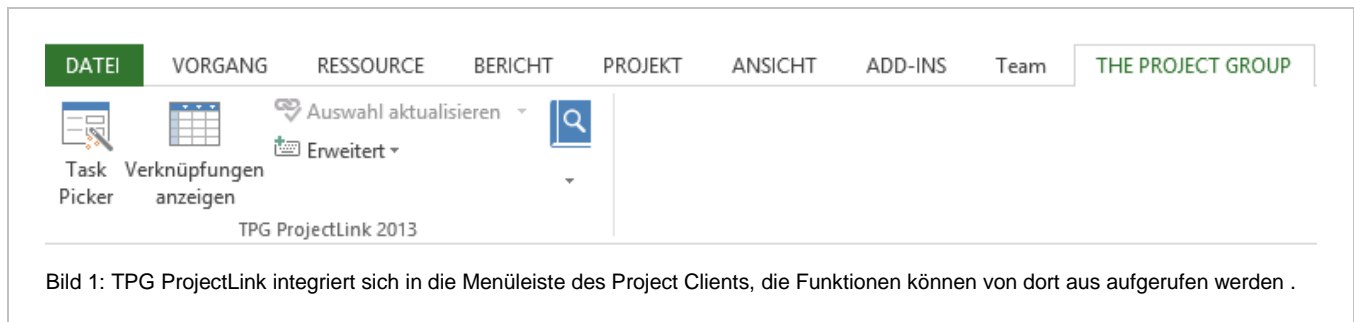 DATEI VORGANG RESSOURCE BERICHT PROJEKT ANSICHT ADD-INS Team THE PROJECT GROUP
Task Picker
Verknüpfungen anzeigen
Auswahl aktualisieren
Erweitert
TPG ProjectLink 2013
Bild 1: TPG ProjectLink integriert sich in die Menüleiste des Project Clients, die Funktionen können von dort aus aufgerufen werden .